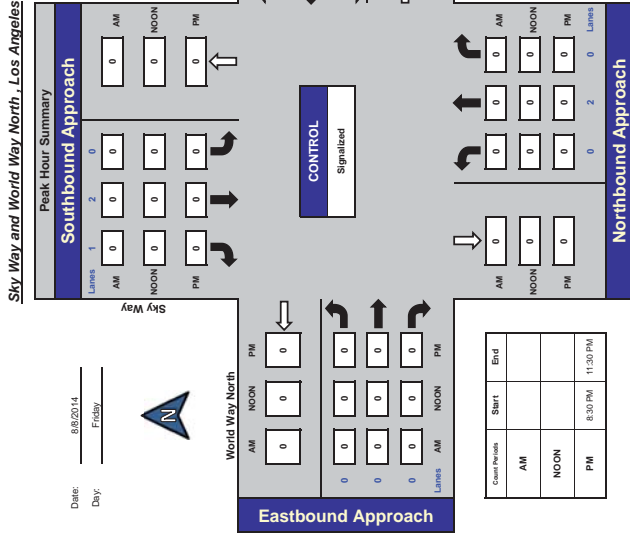 Sky Way and World Way North , Los Angeles
Peak Hour Summary
Southbound Approach
Lanes 1 2 0
AM 0 0 0 0 AM
NOON 0 0 0 0 NOON
PM 0 0 0 0 PM
Sky Way
Date: 8/8/2014
Day: Friday
N
CONTROL
Signalized
World Way North
AM NOON PM
0 0 0
0 0 0 0
0 0 0 0
0 0 0 0
Lanes AM NOON PM
Eastbound Approach
AM 0 0 0 0 AM
NOON 0 0 0 0 NOON
PM 0 0 0 0 PM
0 2 0 Lanes
Northbound Approach
Count Periods Start End
AM
NOON
PM 8:30 PM 11:30 PM